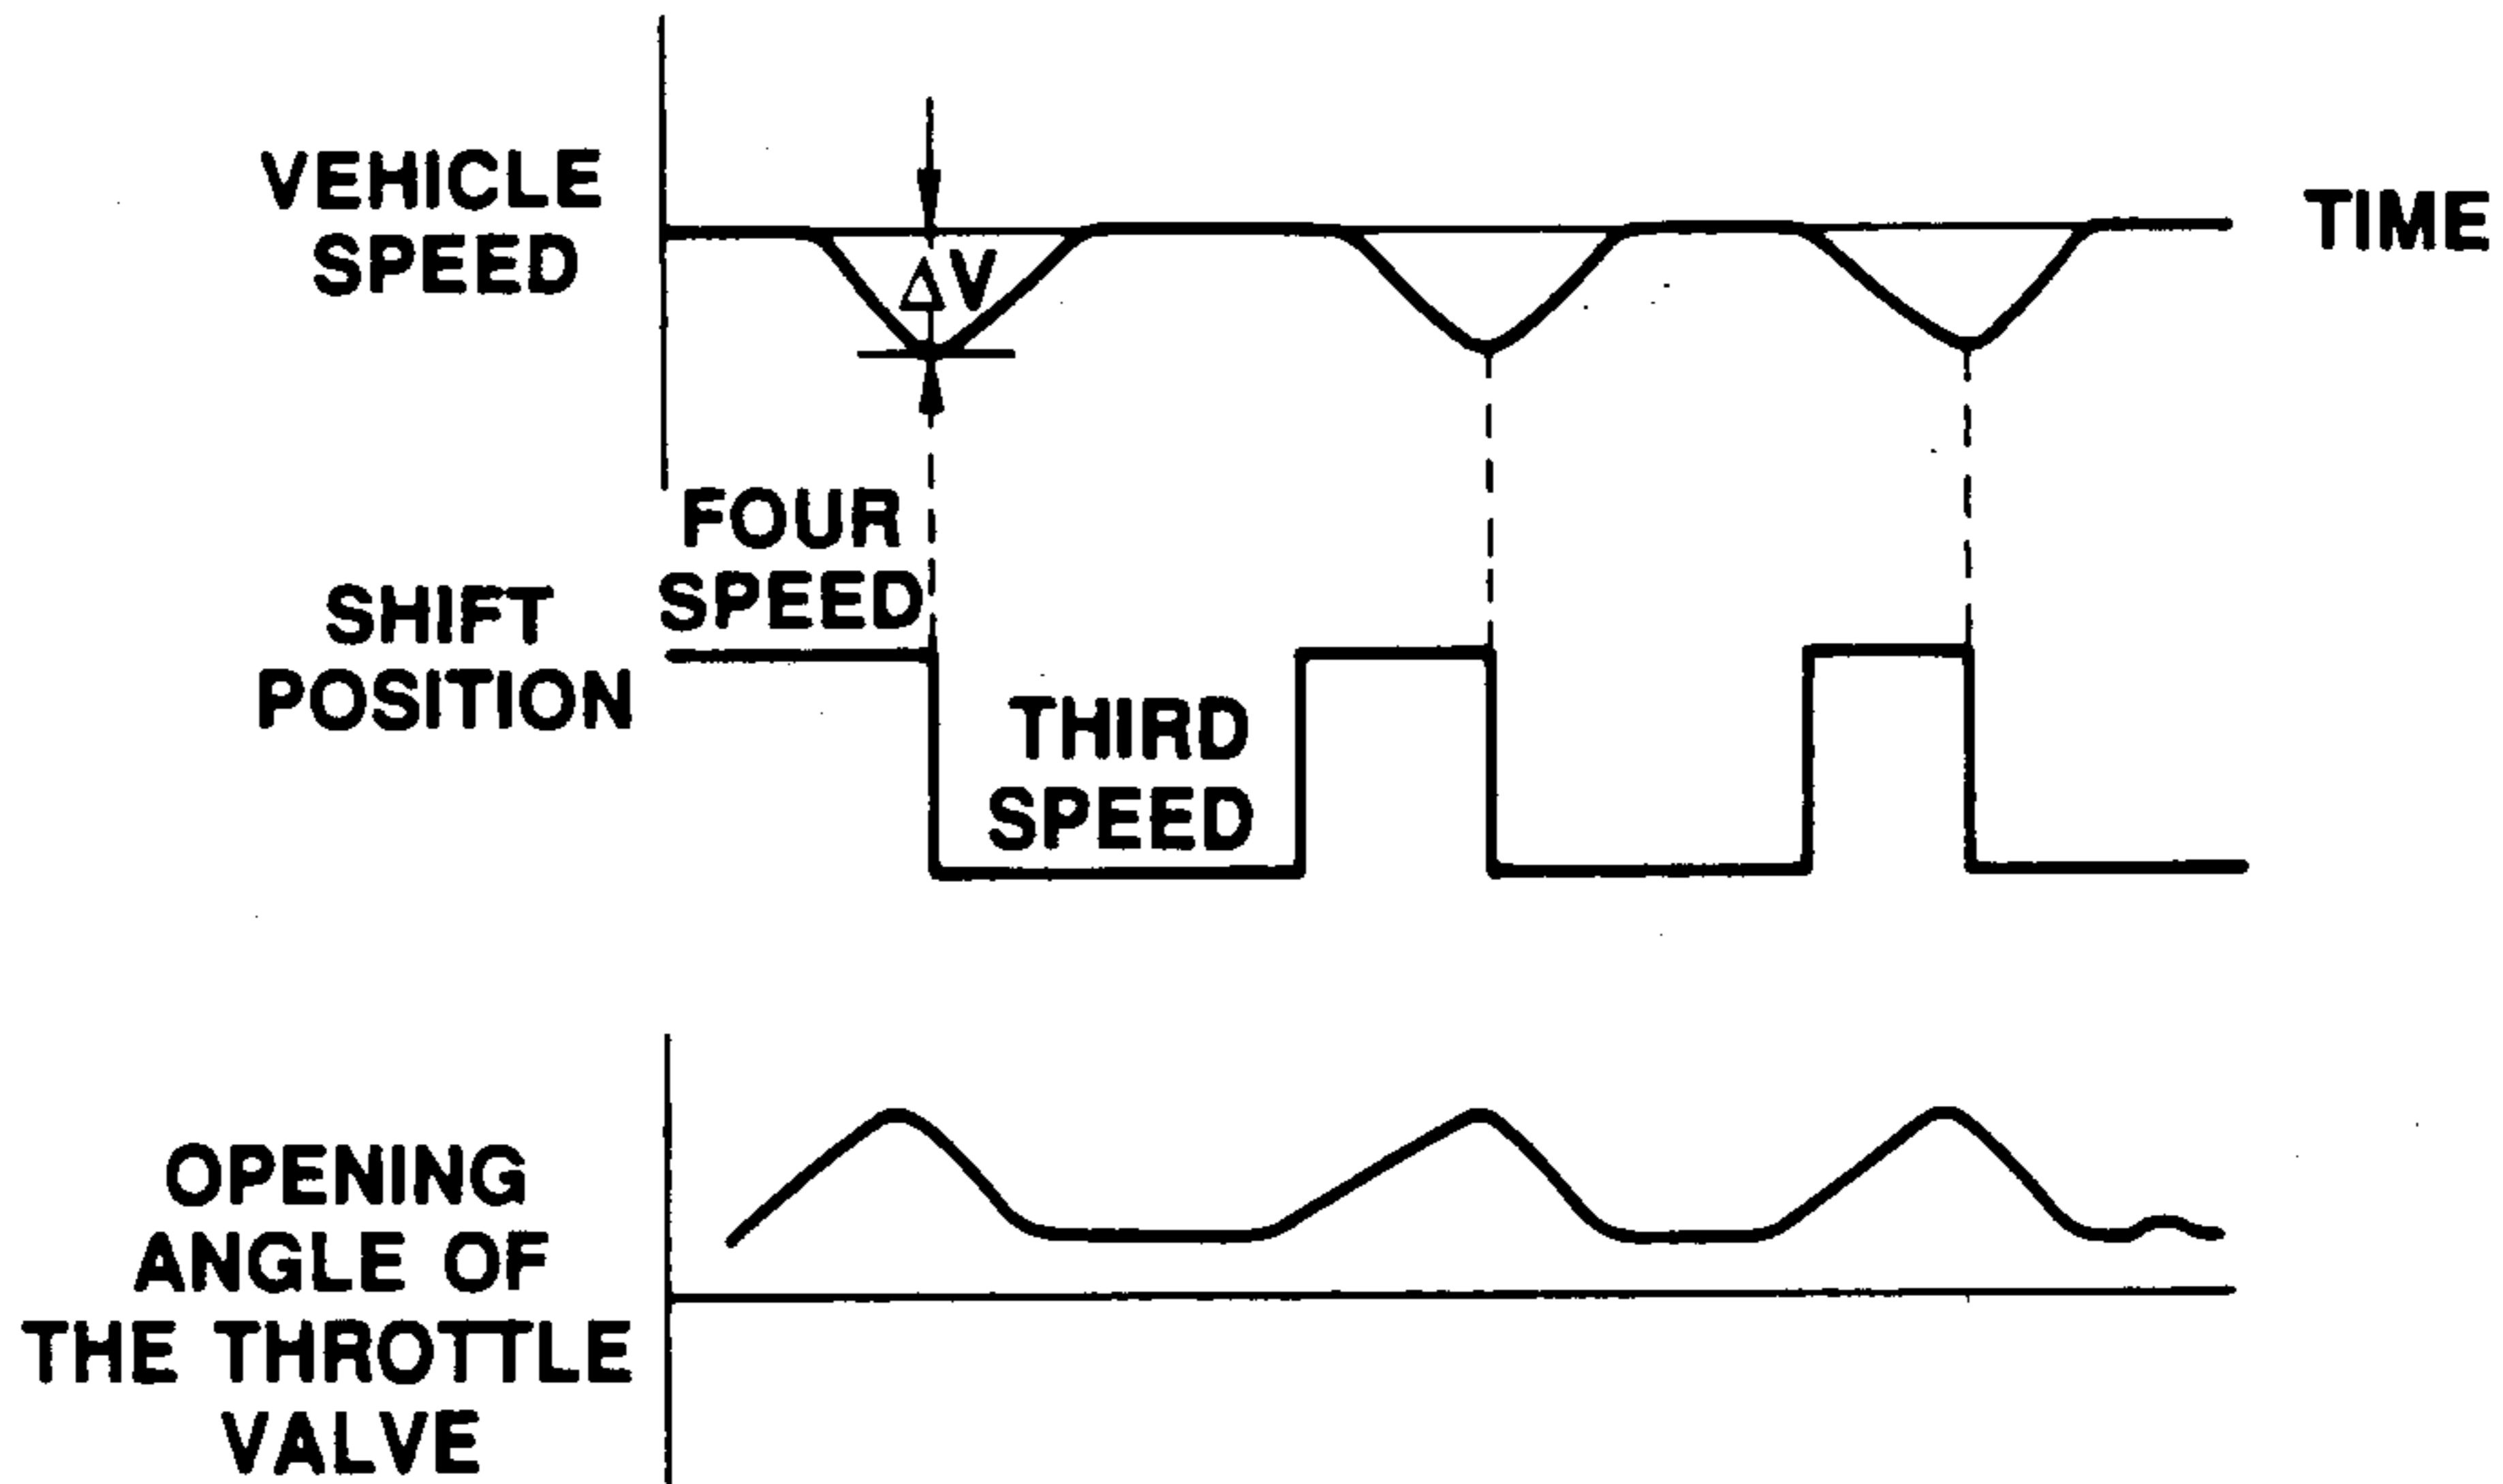 VEHICLE
SPEED
TIME
ΔV
FOUR
SPEED
SHIFT
POSITION
THIRD
SPEED
OPENING
ANGLE OF
THE THROTTLE
VALVE